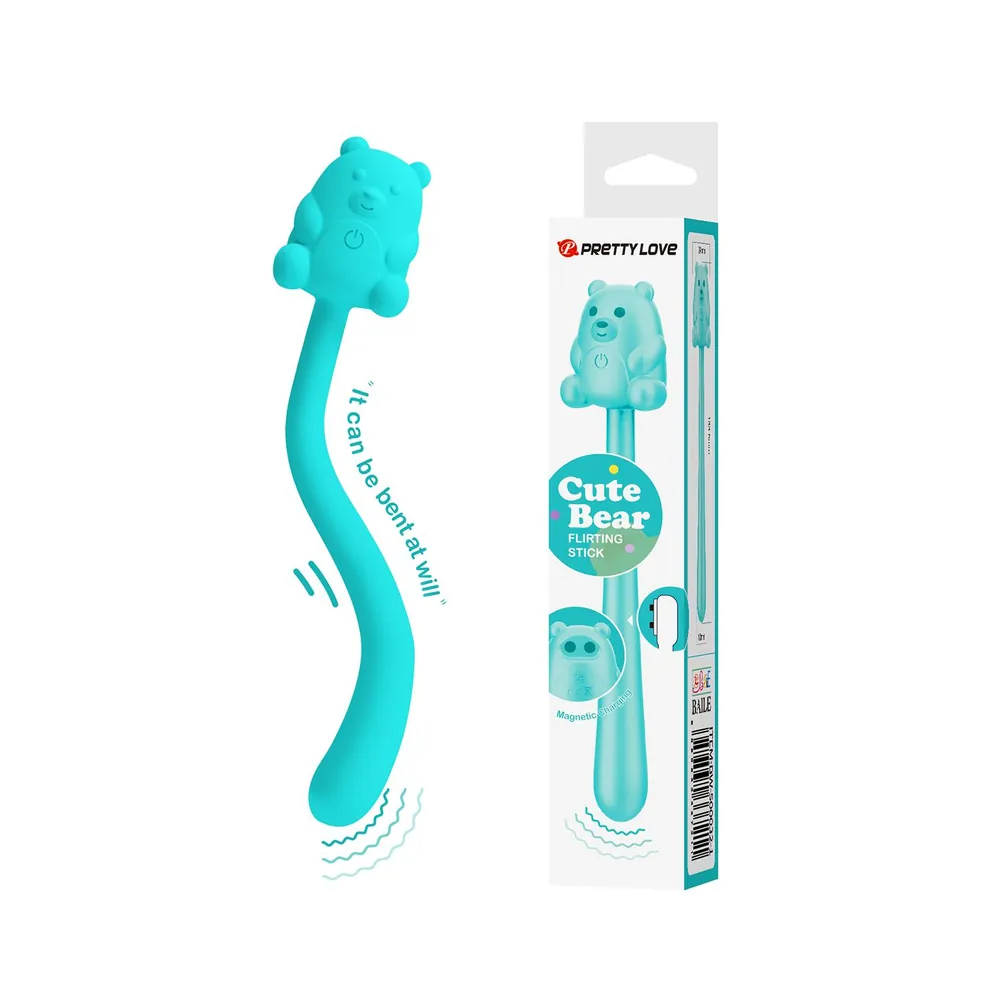 "It can be bent at will"
PRETTY LOVE
Cute
Bear
FLIRTING
STICK
Magnetic Charging
BAILE